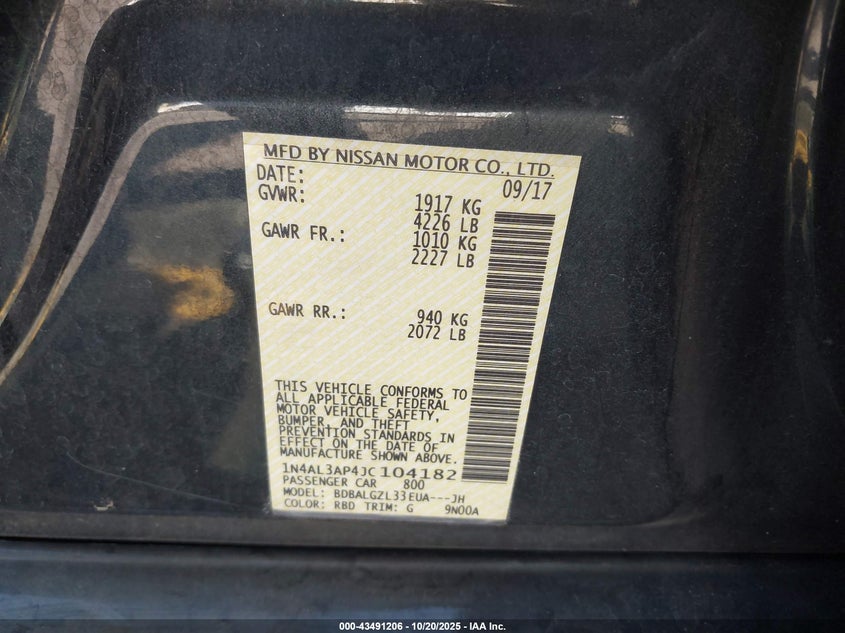 MFD BY NISSAN MOTOR CO., LTD.
DATE: 09/17
GVWR: 1917 KG
4226 LB
GAWR FR.: 1010 KG
2227 LB
GAWR RR.: 940 KG
2072 LB
THIS VEHICLE CONFORMS TO
ALL APPLICABLE FEDERAL
MOTOR VEHICLE SAFETY,
BUMPER, AND THEFT
PREVENTION STANDARDS IN
EFFECT ON THE DATE OF
MANUFACTURE SHOWN ABOVE.
1N4AL3AP4JC104182
PASSENGER CAR 800
MODEL: BDBALGZL33EUA---JH
COLOR: RBD TRIM: G 9N00A
000-43491206 - 10/20/2025 - IAA Inc.